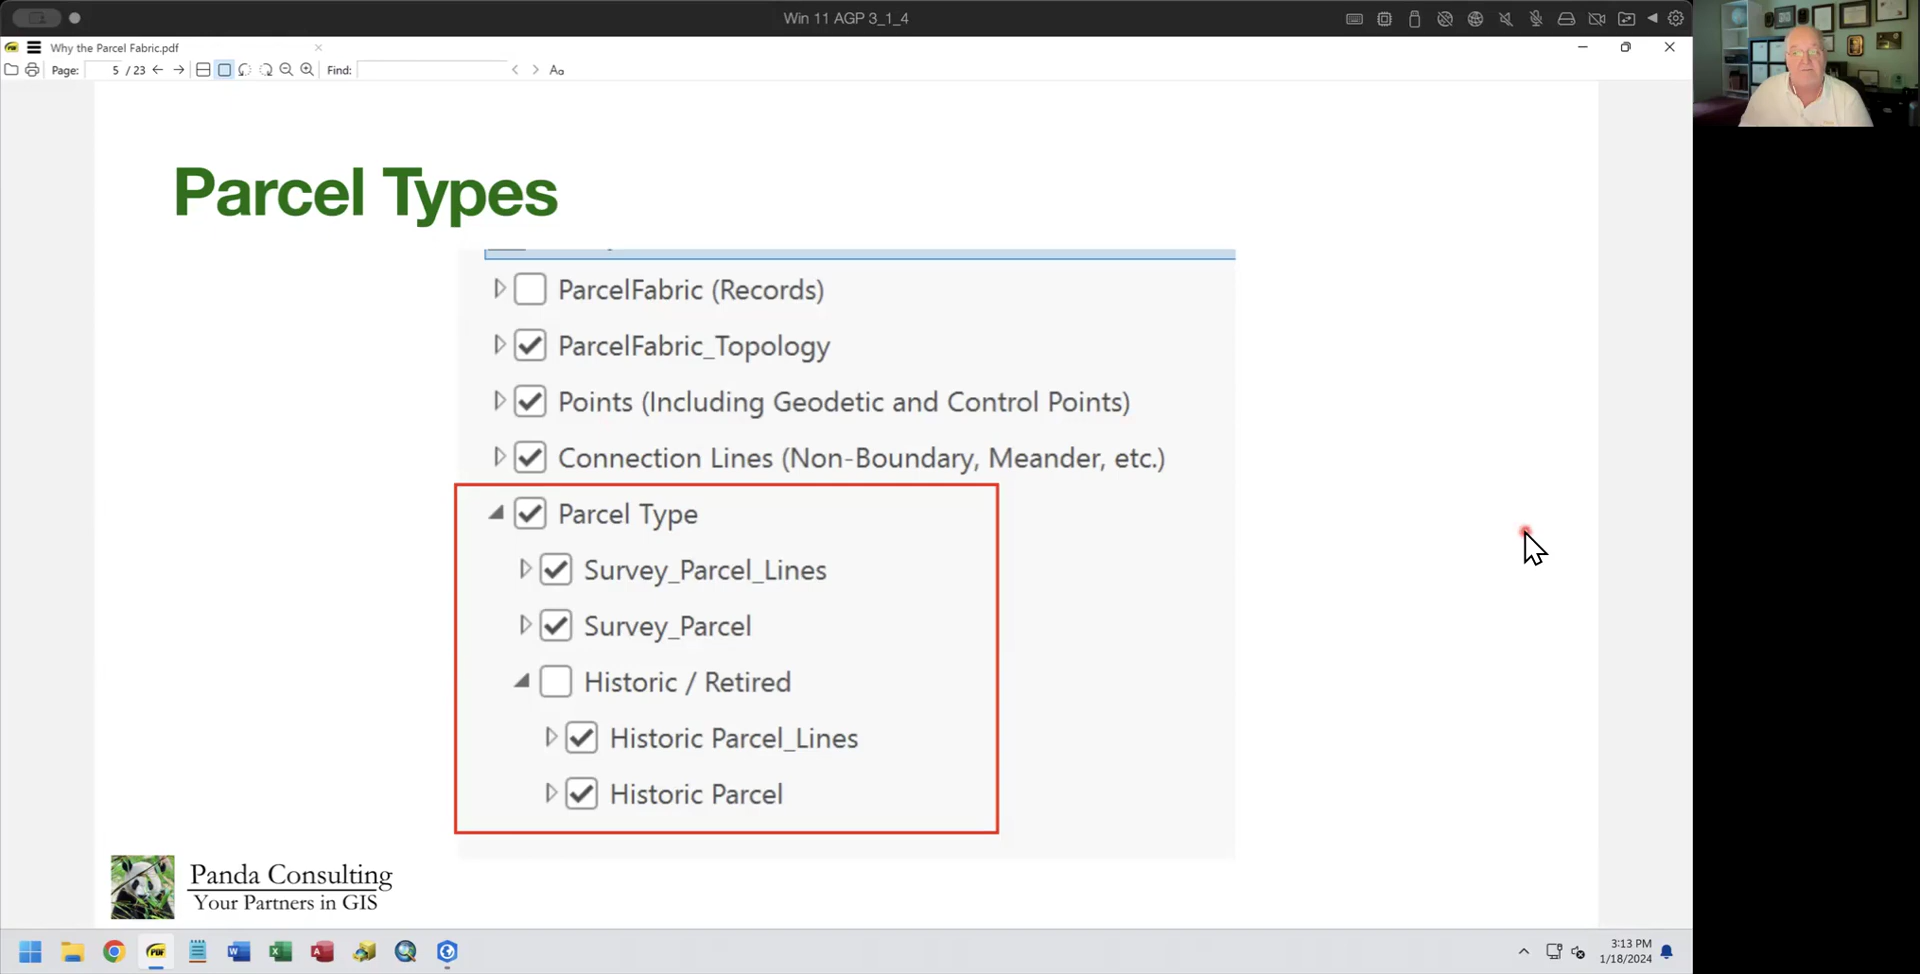 Win 11 AGP 3_1_4
Why the Parcel Fabric.pdf
Page: 5 / 23 Find: Aa
Parcel Types
ParcelFabric (Records)
ParcelFabric_Topology
Points (Including Geodetic and Control Points)
Connection Lines (Non-Boundary, Meander, etc.)
Parcel Type
Survey_Parcel_Lines
Survey_Parcel
Historic / Retired
Historic Parcel_Lines
Historic Parcel
Panda Consulting
Your Partners in GIS
PDF
3:13 PM
1/18/2024